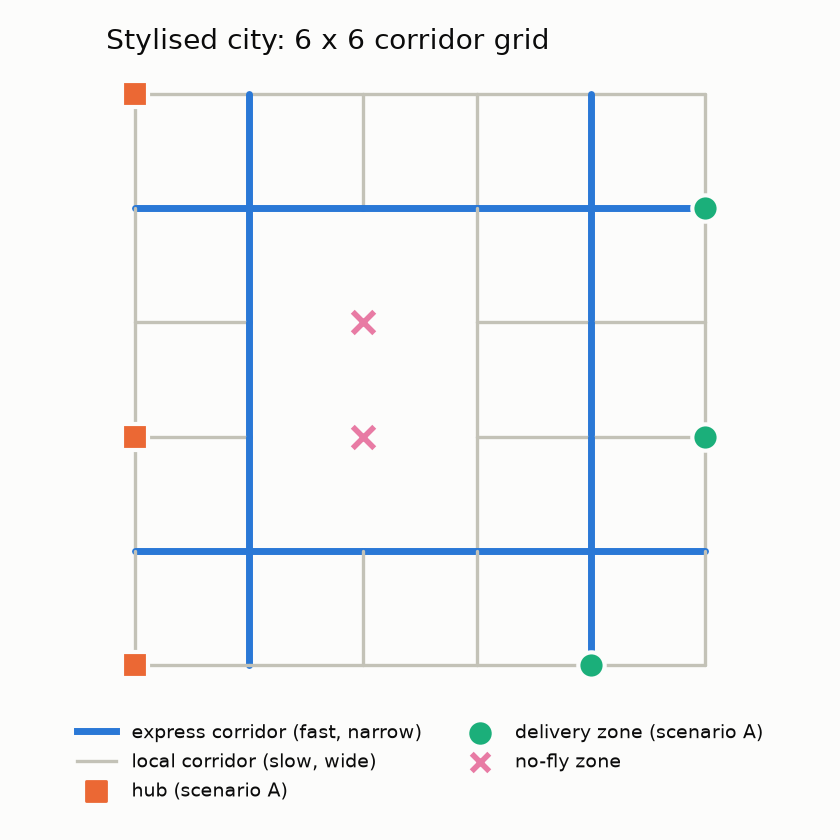 Stylised city: 6 x 6 corridor grid
express corridor (fast, narrow)
local corridor (slow, wide)
hub (scenario A)
delivery zone (scenario A)
no-fly zone